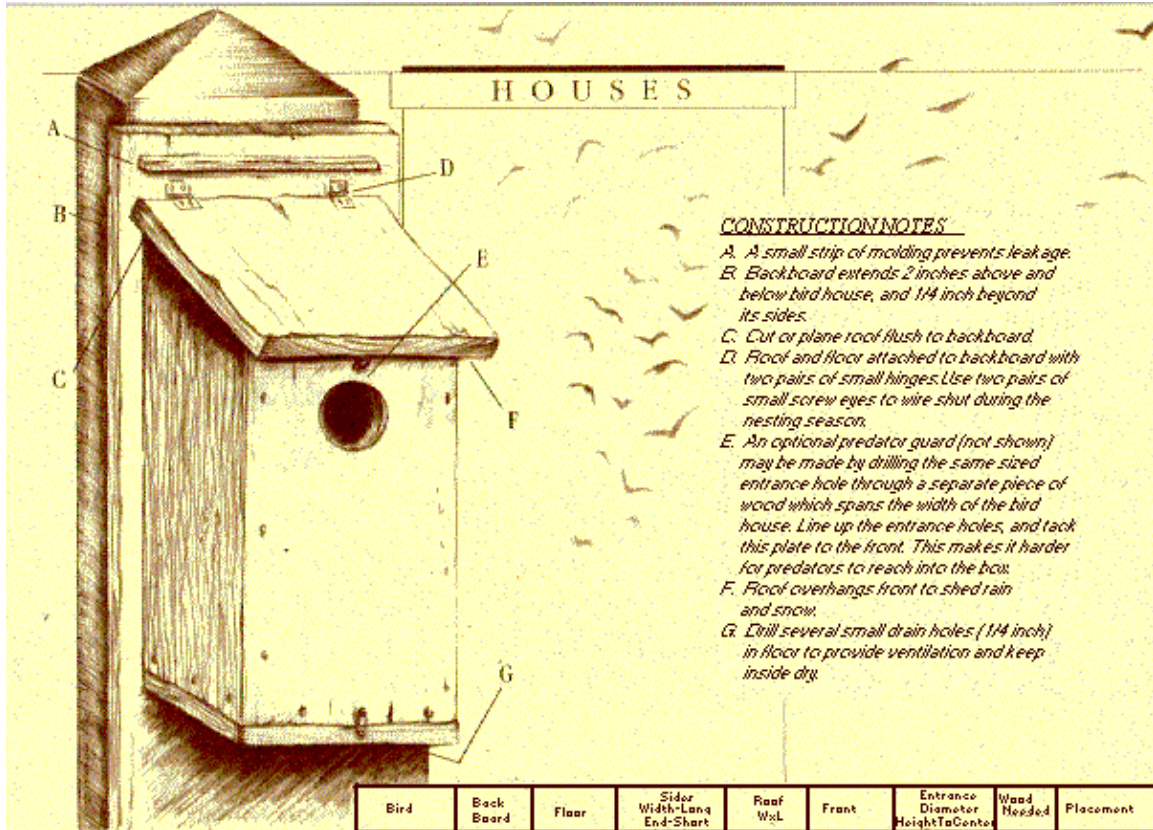 HOUSES
A
D
B
E
C
F
G
CONSTRUCTION NOTES
A. A small strip of molding prevents leakage.
B. Backboard extends 2 inches above and
below bird house, and 1/4 inch beyond
its sides.
C. Cut or plane roof flush to backboard.
D. Roof and floor attached to backboard with
two pairs of small hinges. Use two pairs of
small screw eyes to wire shut during the
nesting season.
E. An optional predator guard (not shown)
may be made by drilling the same sized
entrance hole through a separate piece of
wood which spans the width of the bird
house. Line up the entrance holes, and tack
this plate to the front. This makes it harder
for predators to reach into the box.
F. Roof overhangs front to shed rain
and snow.
G. Drill several small drain holes (1/4 inch)
in floor to provide ventilation and keep
inside dry.
Bird
Back
Board
Floor
Sides
Width-Long
End-Short
Roof
WxL
Front
Entrance
Diameter
HeightToCenter
Wood
Needed
Placement